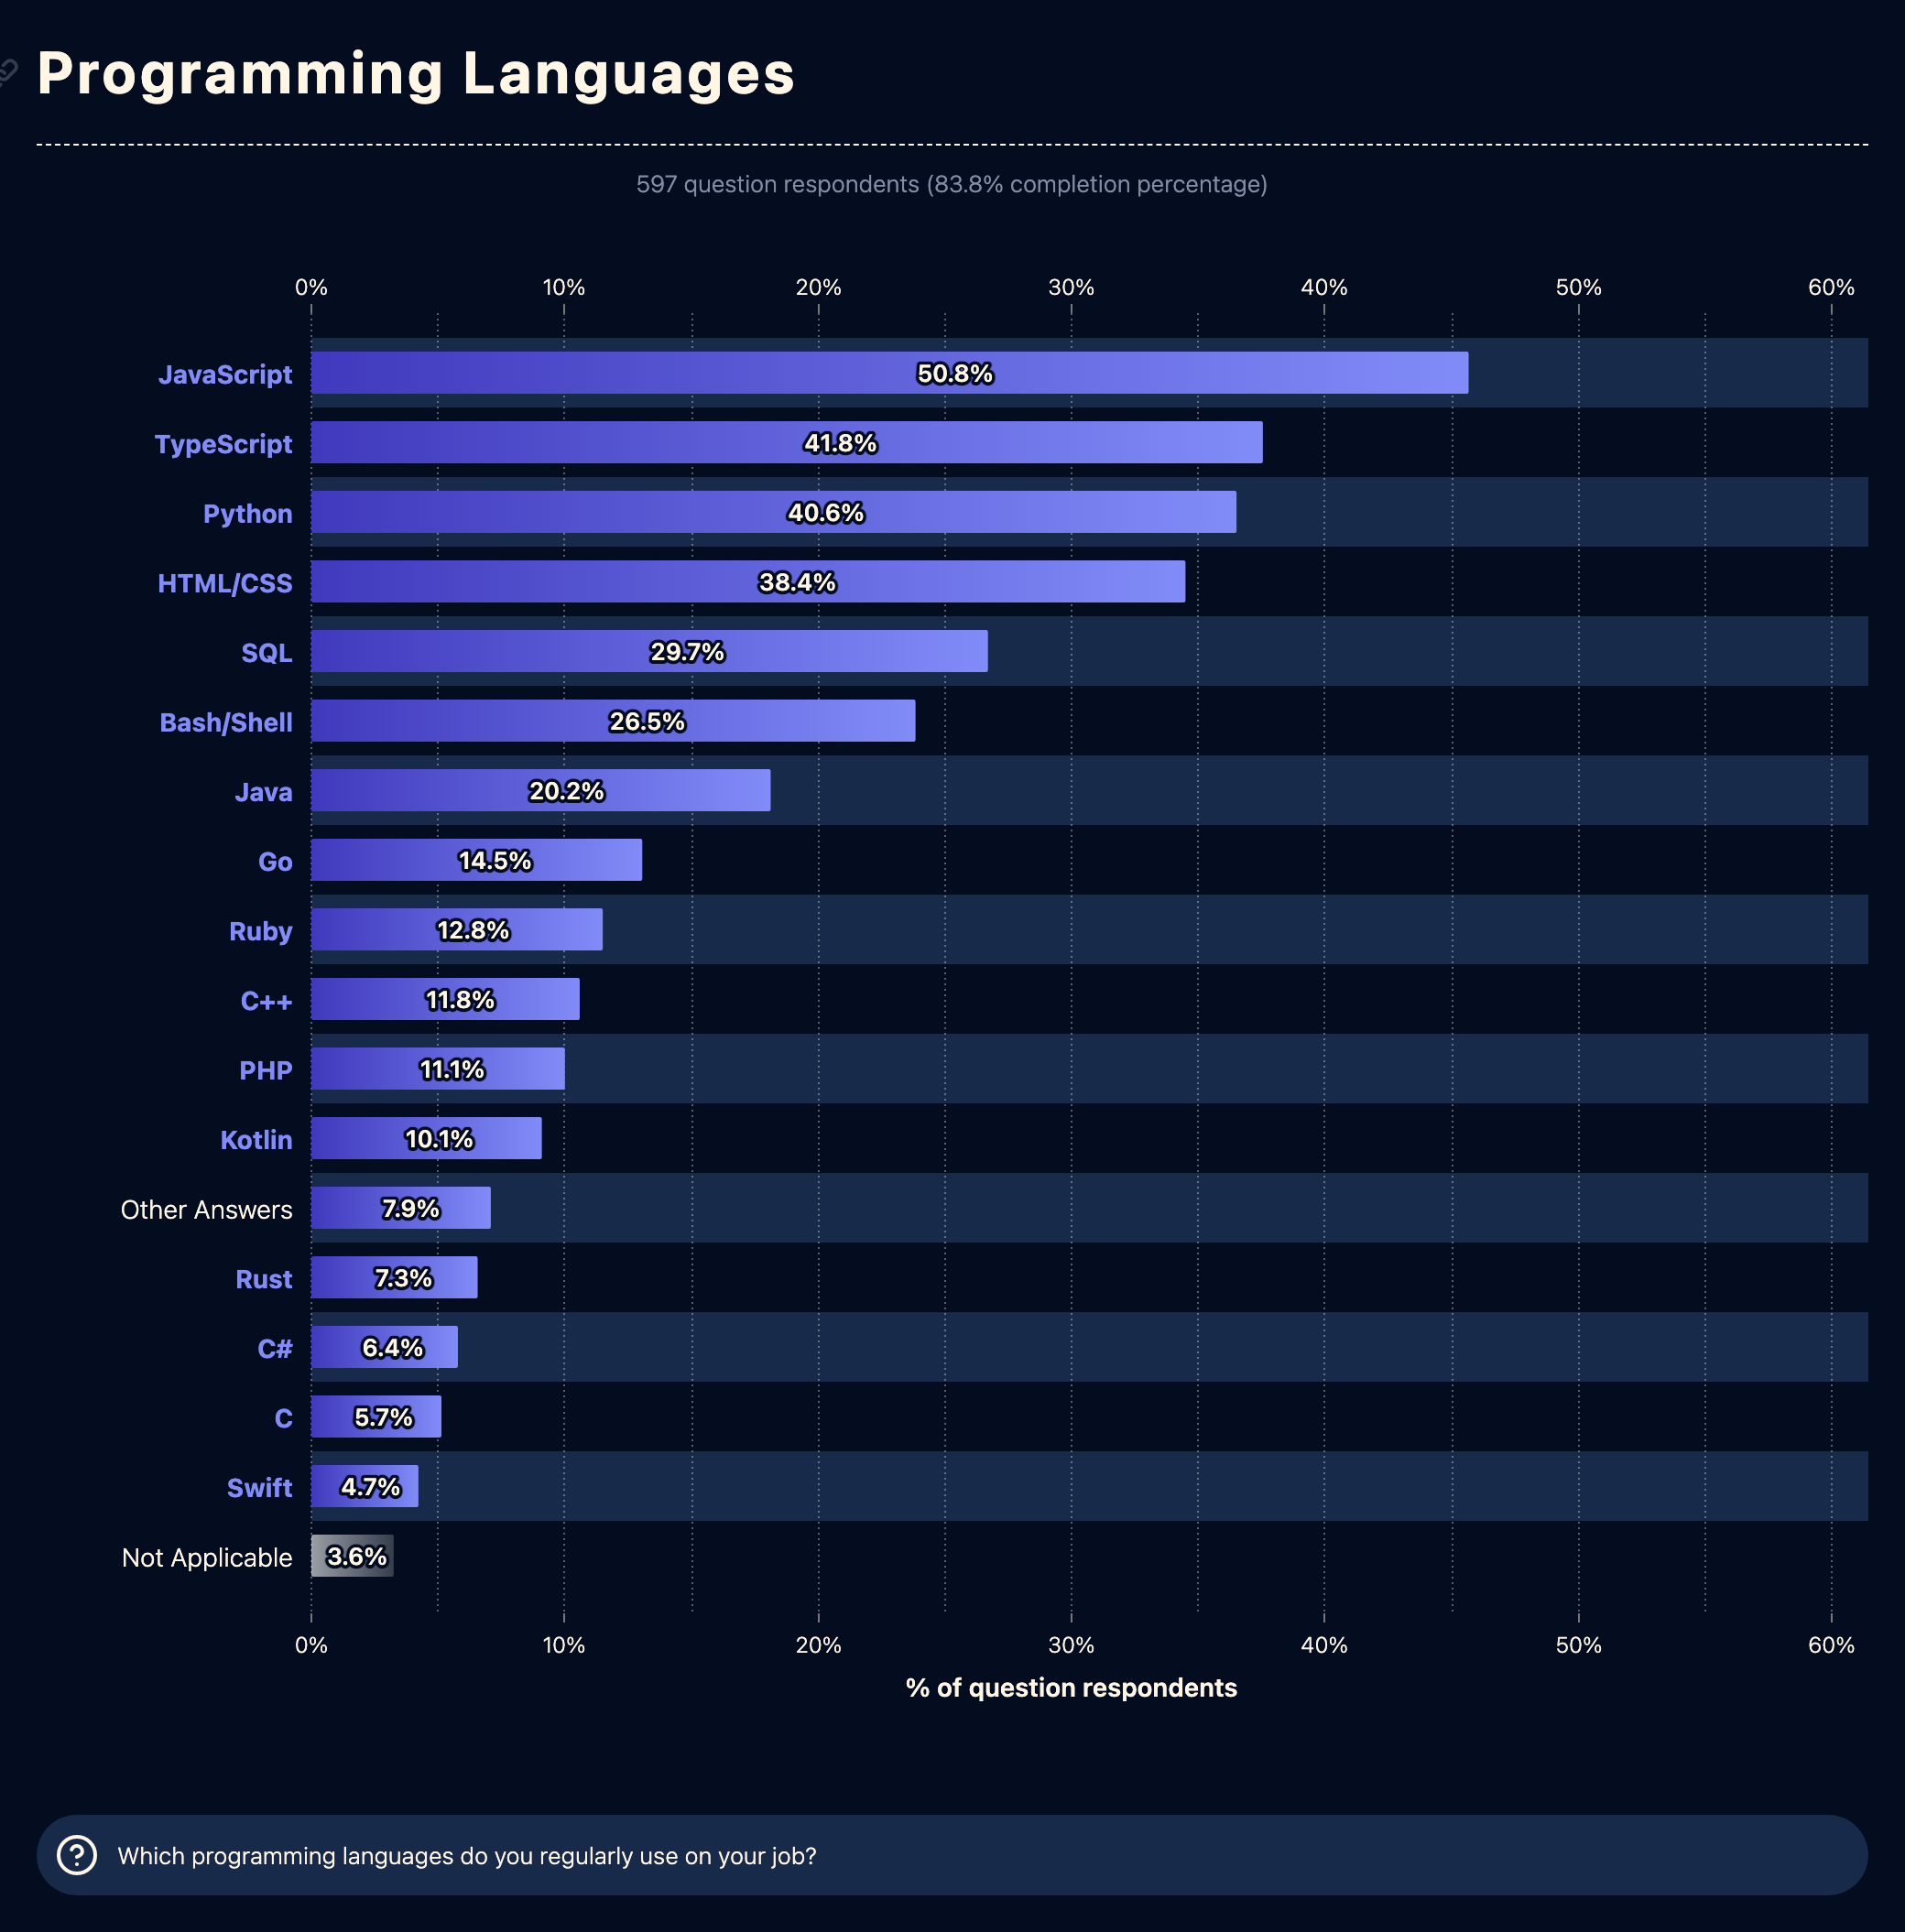 Programming Languages
597 question respondents (83.8% completion percentage)
0% 10% 20% 30% 40% 50% 60%
JavaScript 50.8%
TypeScript 41.8%
Python 40.6%
HTML/CSS 38.4%
SQL 29.7%
Bash/Shell 26.5%
Java 20.2%
Go 14.5%
Ruby 12.8%
C++ 11.8%
PHP 11.1%
Kotlin 10.1%
Other Answers 7.9%
Rust 7.3%
C# 6.4%
C 5.7%
Swift 4.7%
Not Applicable 3.6%
0% 10% 20% 30% 40% 50% 60%
% of question respondents
Which programming languages do you regularly use on your job?